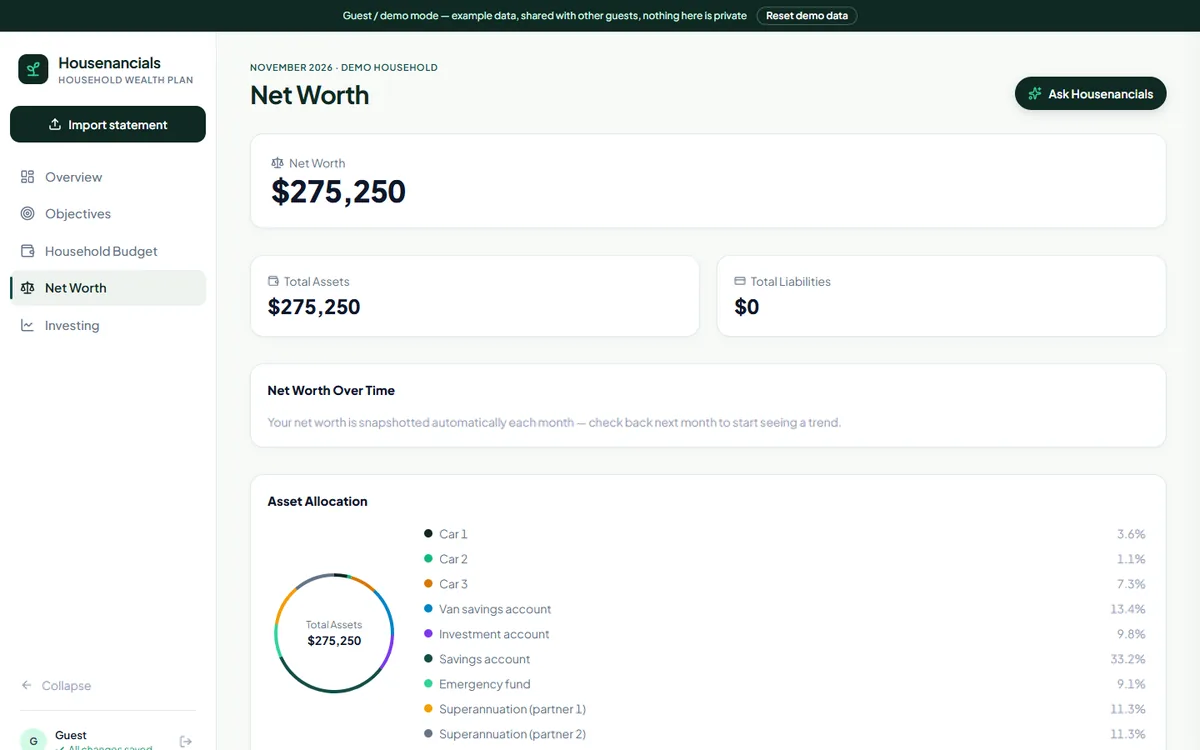 Guest / demo mode — example data, shared with other guests, nothing here is private
Reset demo data
Housenancials
HOUSEHOLD WEALTH PLAN
Import statement
Overview
Objectives
Household Budget
Net Worth
Investing
Collapse
G
Guest
✓ All changes saved
NOVEMBER 2026 · DEMO HOUSEHOLD
Net Worth
Ask Housenancials
Net Worth
$275,250
Total Assets
$275,250
Total Liabilities
$0
Net Worth Over Time
Your net worth is snapshotted automatically each month — check back next month to start seeing a trend.
Asset Allocation
Total Assets
$275,250
Car 1 3.6%
Car 2 1.1%
Car 3 7.3%
Van savings account 13.4%
Investment account 9.8%
Savings account 33.2%
Emergency fund 9.1%
Superannuation (partner 1) 11.3%
Superannuation (partner 2) 11.3%